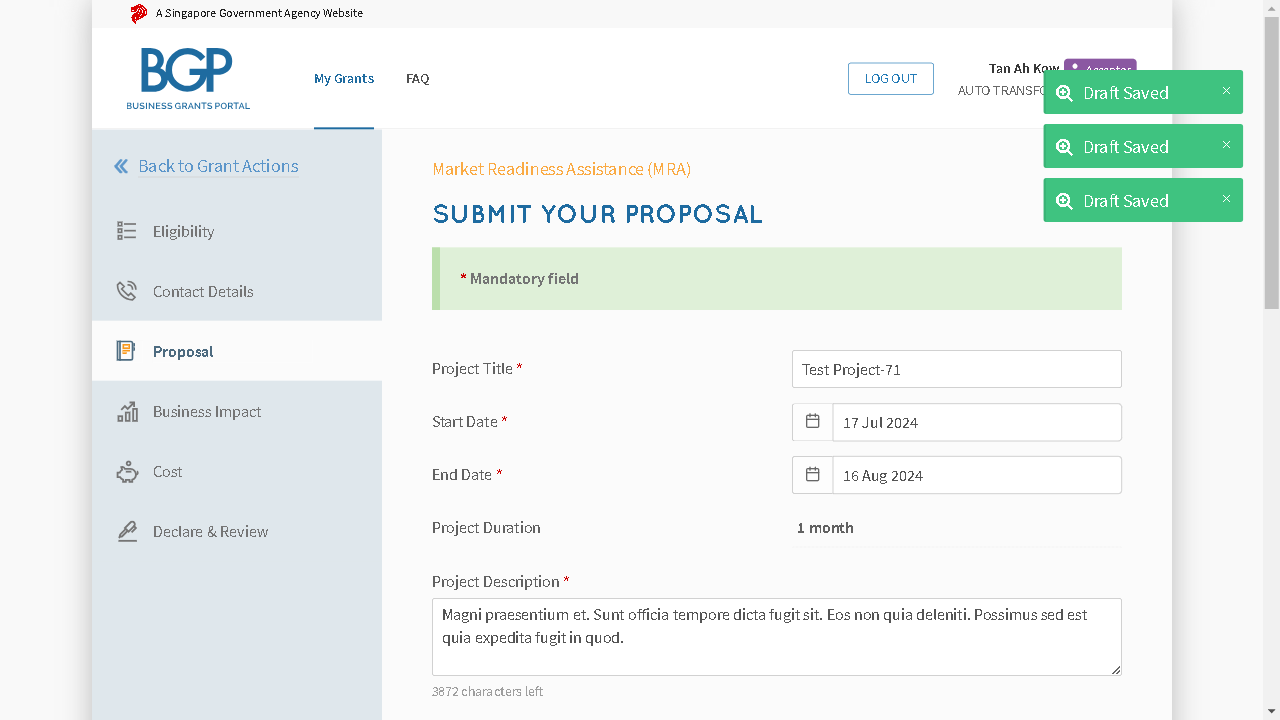 A Singapore Government Agency Website
BGP
BUSINESS GRANTS PORTAL
My Grants
FAQ
LOG OUT
Tan Ah Kow
AUTO
Draft Saved
Draft Saved
Draft Saved
Back to Grant Actions
Eligibility
Contact Details
Proposal
Business Impact
Cost
Declare & Review
Market Readiness Assistance (MRA)
SUBMIT YOUR PROPOSAL
* Mandatory field
Project Title *
Test Project-71
Start Date *
17 Jul 2024
End Date *
16 Aug 2024
Project Duration
1 month
Project Description *
Magni praesentium et. Sunt officia tempore dicta fugit sit. Eos non quia deleniti. Possimus sed est
quia expedita fugit in quod.
3872 characters left